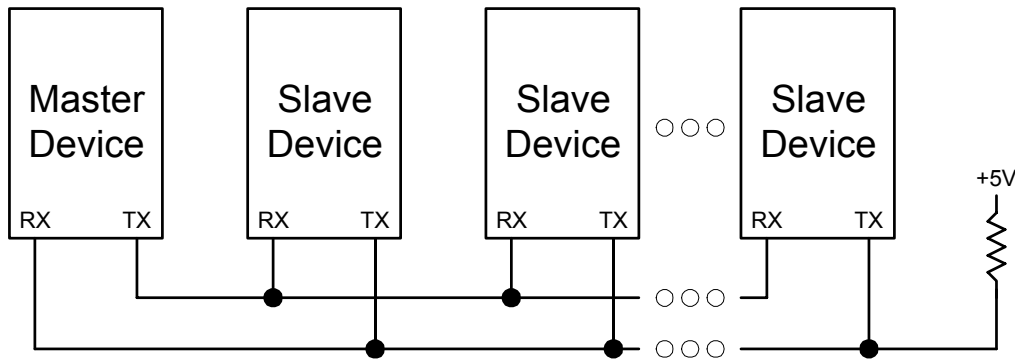 Master
Device
Slave
Device
Slave
Device
Slave
Device
+5V
RX TX
RX TX
RX TX
RX TX